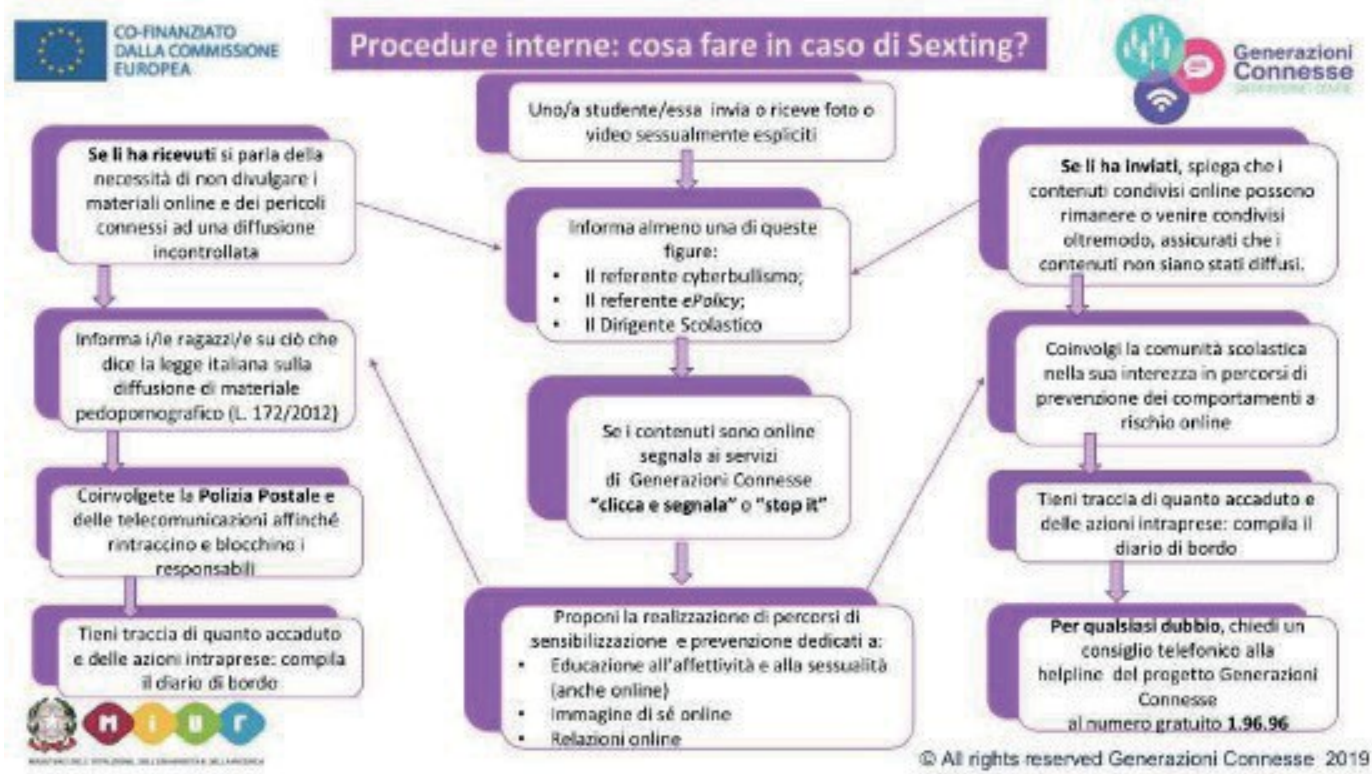 CO-FINANZIATO
DALLA COMMISSIONE
EUROPEA
Procedure interne: cosa fare in caso di Sexting?
Generazioni
Connesse
Uno/a studente/essa invia o riceve foto o
video sessualmente espliciti
Se li ha ricevuti si parla della
necessità di non divulgare i
materiali online e dei pericoli
connessi ad una diffusione
incontrollata
Informa i/le ragazzi/e su ciò che
dice la legge italiana sulla
diffusione di materiale
pedopornografico (L. 172/2012)
Coinvolgete la Polizia Postale e
delle telecomunicazioni affinché
rintraccino e blocchino i
responsabili
Tieni traccia di quanto accaduto
e delle azioni intraprese: compila
il diario di bordo
Informa almeno una di queste
figure:
• Il referente cyberbullismo;
• Il referente ePolicy;
• Il Dirigente Scolastico
Se i contenuti sono online
segnala ai servizi
di Generazioni Connesse
"clicca e segnala" o "stop it"
Proponi la realizzazione di percorsi di
sensibilizzazione e prevenzione dedicati a:
• Educazione all'affettività e alla sessualità
(anche online)
• Immagine di sé online
• Relazioni online
Se li ha inviati, spiega che i
contenuti condivisi online possono
rimanere o venire condivisi
oltremodo, assicurati che i
contenuti non siano stati diffusi.
Coinvolgi la comunità scolastica
nella sua interezza in percorsi di
prevenzione dei comportamenti a
rischio online
Tieni traccia di quanto accaduto e
delle azioni intraprese: compila il
diario di bordo
Per qualsiasi dubbio, chiedi un
consiglio telefonico alla
helpline del progetto Generazioni
Connesse
al numero gratuito 1.96.96
miur
© All rights reserved Generazioni Connesse 2019